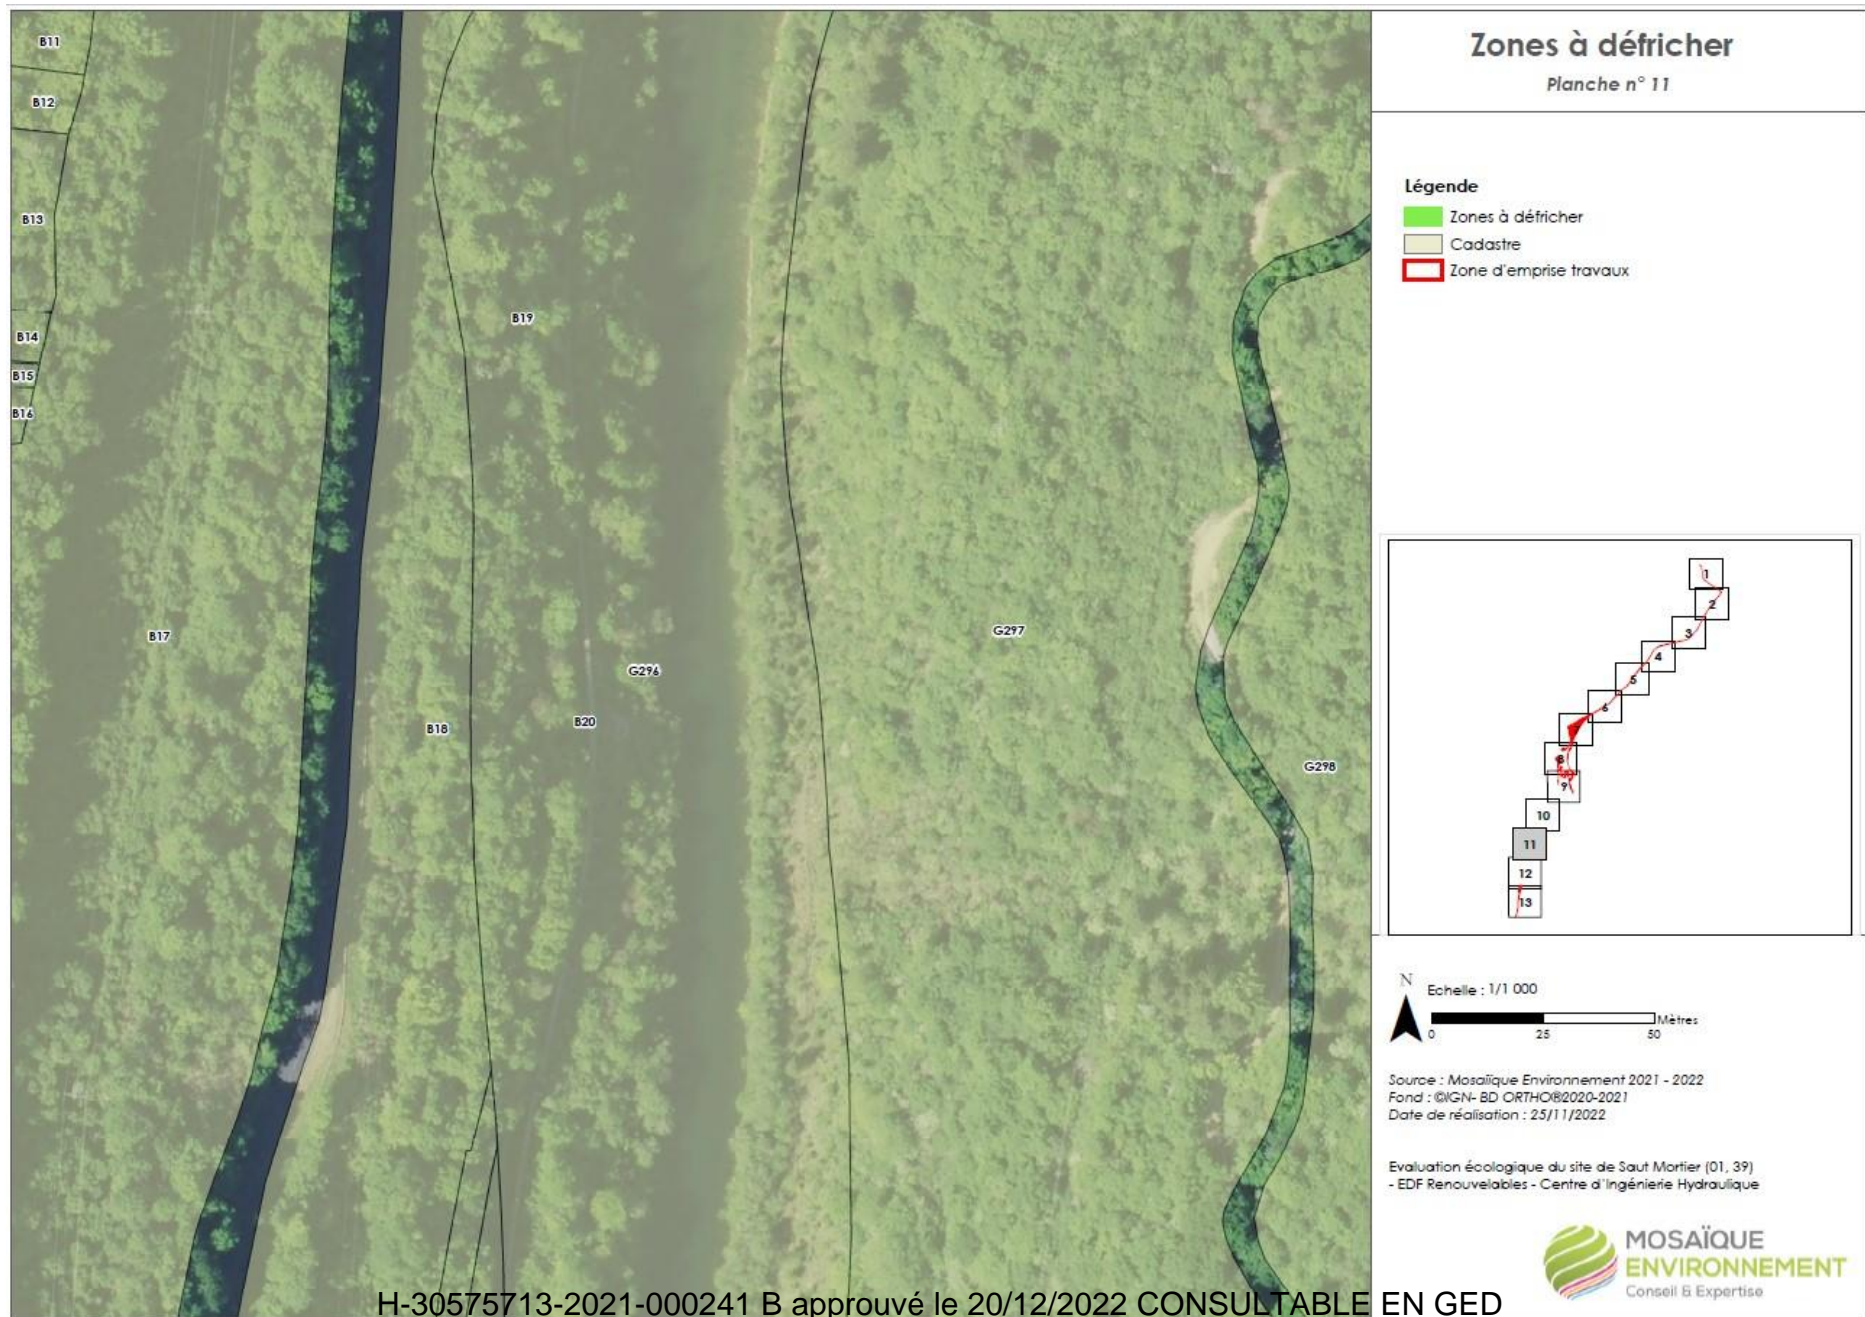 Zones à défricher
Planche n° 11
Légende
Zones à défricher
Cadastre
Zone d'emprise travaux
B11
B12
B13
B14
B15
B16
B17
B18
B19
B20
G296
G297
G298
1
2
3
4
5
6
7
8
9
10
11
12
13
N
Echelle : 1/1 000
Mètres
0 25 50
Source : Mosaïque Environnement 2021 - 2022
Fond : ©IGN- BD ORTHO®2020-2021
Date de réalisation : 25/11/2022
Evaluation écologique du site de Saut Mortier (01, 39)
- EDF Renouvelables - Centre d'Ingénierie Hydraulique
MOSAÏQUE
ENVIRONNEMENT
Conseil & Expertise
H-30575713-2021-000241 B approuvé le 20/12/2022 CONSULTABLE EN GED